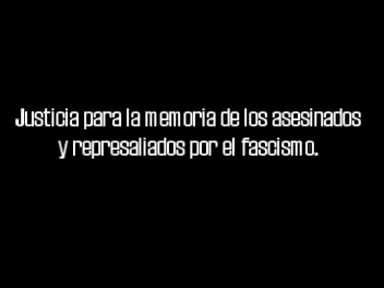 Justicia para la memoria de los asesinados
y represaliados por el fascismo.